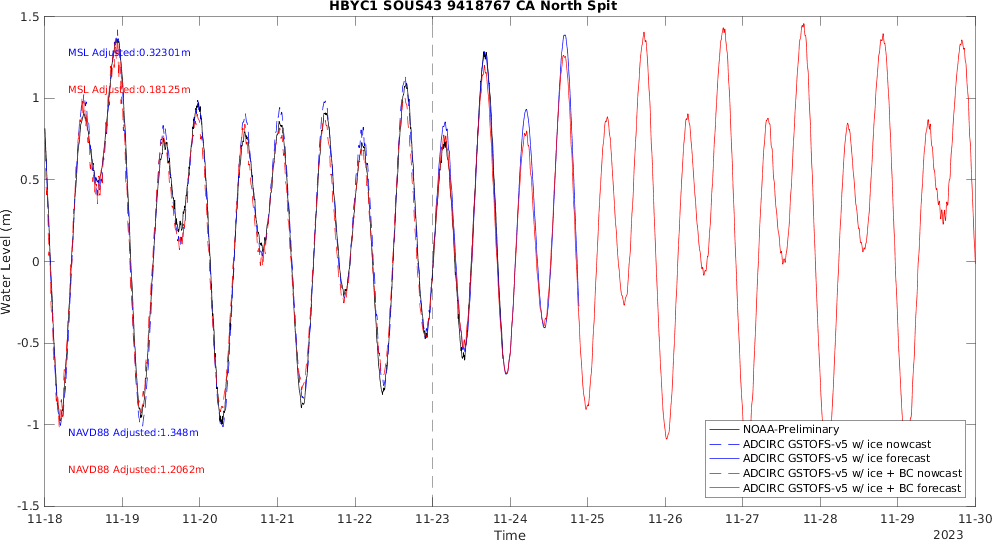 HBYC1 SOUS43 9418767 CA North Spit
1.5
1
0.5
0
-0.5
-1
-1.5
Water Level (m)
MSL Adjusted:0.32301m
MSL Adjusted:0.18125m
NAVD88 Adjusted:1.348m
NAVD88 Adjusted:1.2062m
NOAA-Preliminary
ADCIRC GSTOFS-v5 w/ ice nowcast
ADCIRC GSTOFS-v5 w/ ice forecast
ADCIRC GSTOFS-v5 w/ ice + BC nowcast
ADCIRC GSTOFS-v5 w/ ice + BC forecast
11-18 11-19 11-20 11-21 11-22 11-23 11-24 11-25 11-26 11-27 11-28 11-29 11-30
Time
2023